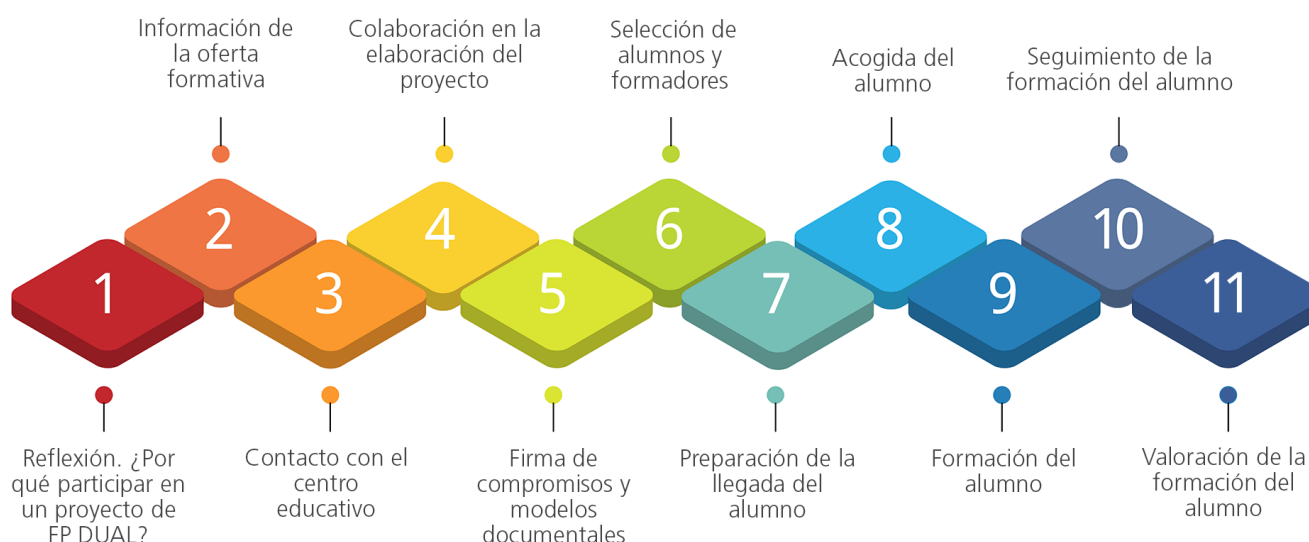 Información de
la oferta
formativa
Colaboración en la
elaboración del
proyecto
Selección de
alumnos y
formadores
Acogida del
alumno
Seguimiento de la
formación del alumno
1
2
3
4
5
6
7
8
9
10
11
Reflexión. ¿Por
qué participar en
un proyecto de
FP DUAL?
Contacto con el
centro
educativo
Firma de
compromisos y
modelos
documentales
Preparación de la
llegada del
alumno
Formación del
alumno
Valoración de la
formación del
alumno